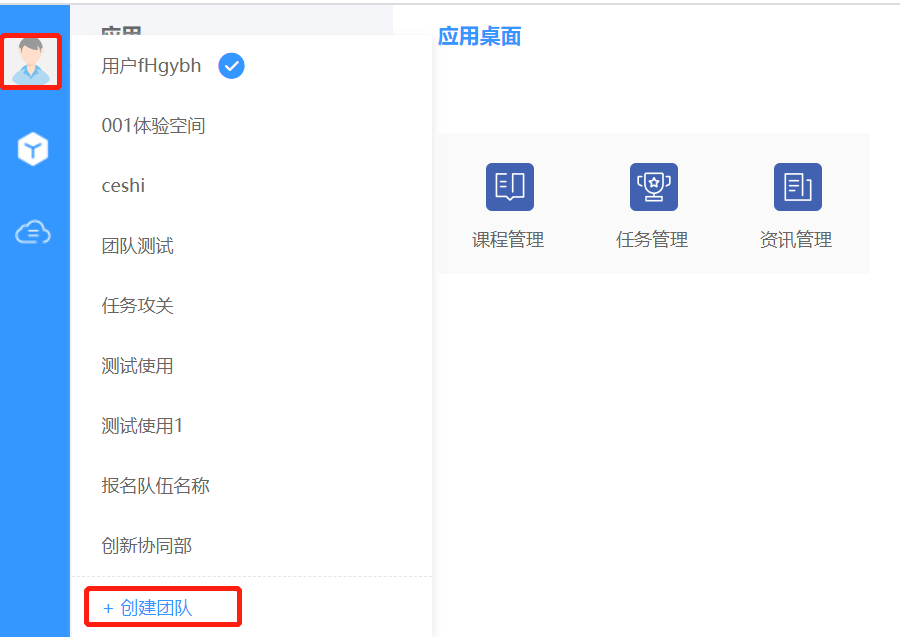 应用
应用桌面
用户fHgybh
001体验空间
ceshi
团队测试
任务攻关
测试使用
测试使用1
报名队伍名称
创新协同部
+ 创建团队
课程管理
任务管理
资讯管理